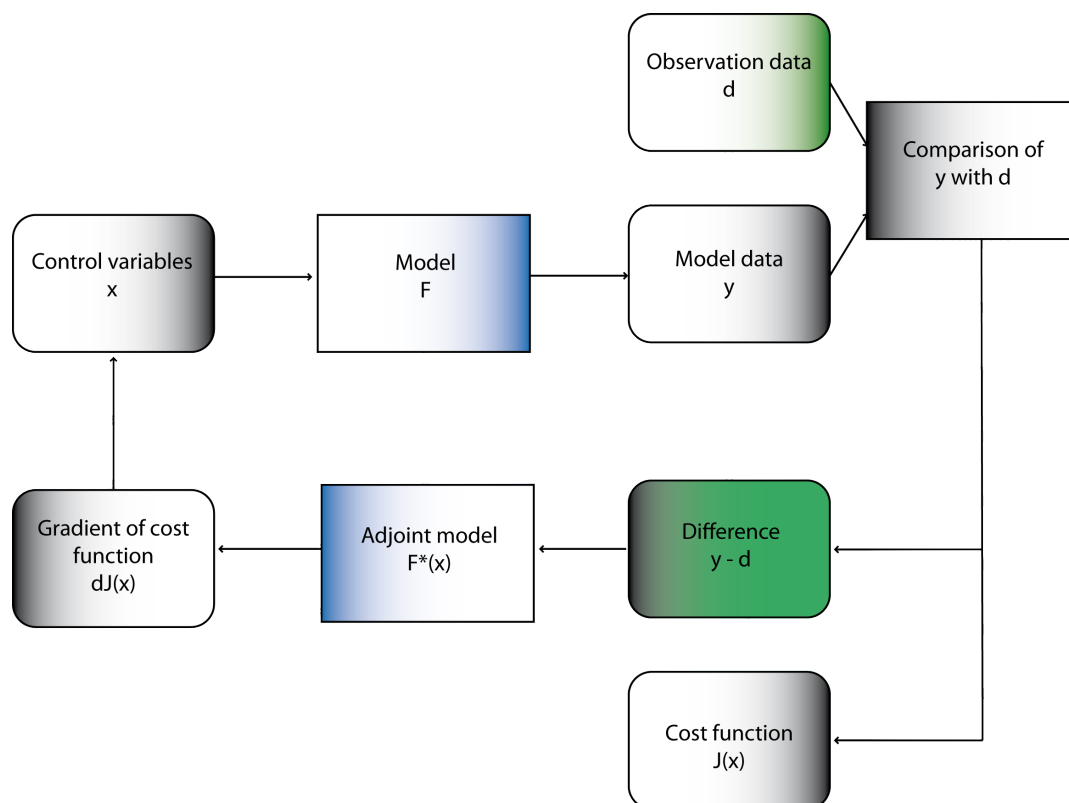 Observation data
d
Comparison of
y with d
Control variables
x
Model
F
Model data
y
Gradient of cost
function
dJ(x)
Adjoint model
F*(x)
Difference
y - d
Cost function
J(x)